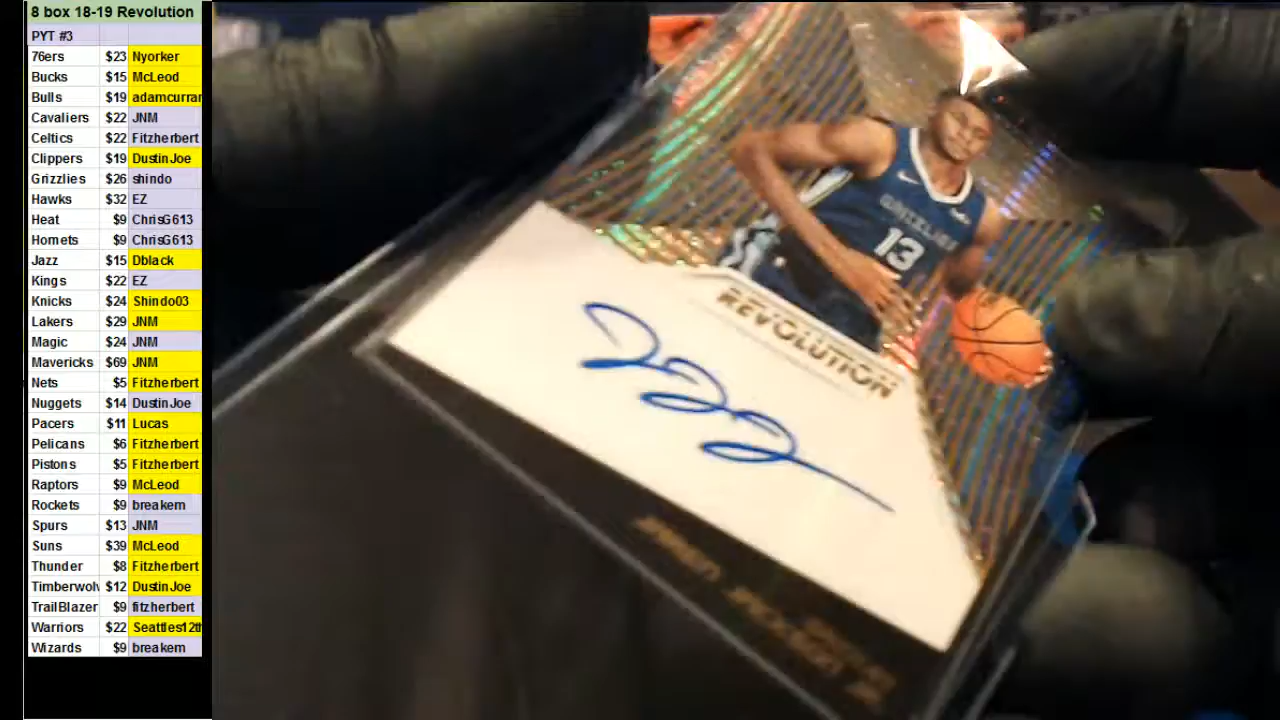 8 box 18-19 Revolution
PYT #3
76ers $23 Nyorker
Bucks $15 McLeod
Bulls $19 adamcurran
Cavaliers $22 JNM
Celtics $22 Fitzherbert
Clippers $19 DustinJoe
Grizzlies $26 shindo
Hawks $32 EZ
Heat $9 ChrisG613
Hornets $9 ChrisG613
Jazz $15 Dblack
Kings $22 EZ
Knicks $24 Shindo03
Lakers $29 JNM
Magic $24 JNM
Mavericks $69 JNM
Nets $5 Fitzherbert
Nuggets $14 DustinJoe
Pacers $11 Lucas
Pelicans $6 Fitzherbert
Pistons $5 Fitzherbert
Raptors $9 McLeod
Rockets $9 breakem
Spurs $13 JNM
Suns $39 McLeod
Thunder $8 Fitzherbert
Timberwolv $12 DustinJoe
TrailBlazer $9 fitzherbert
Warriors $22 Seattles12th
Wizards $9 breakem
GRIZZLIES
13
REVOLUTION
JAREN JACKSON JR.